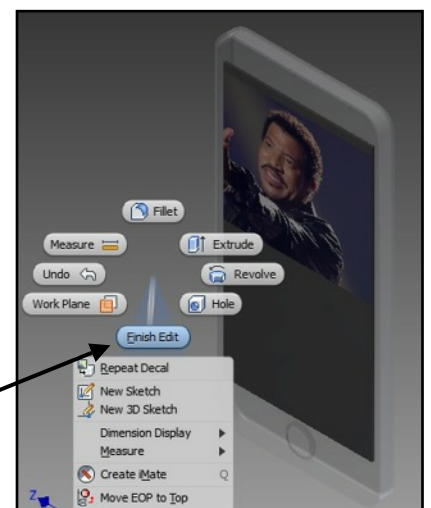 Fillet
Measure
Extrude
Undo
Revolve
Work Plane
Hole
Finish Edit
Repeat Decal
New Sketch
New 3D Sketch
Dimension Display
Measure
Create iMate Q
Move EOP to Top
Z